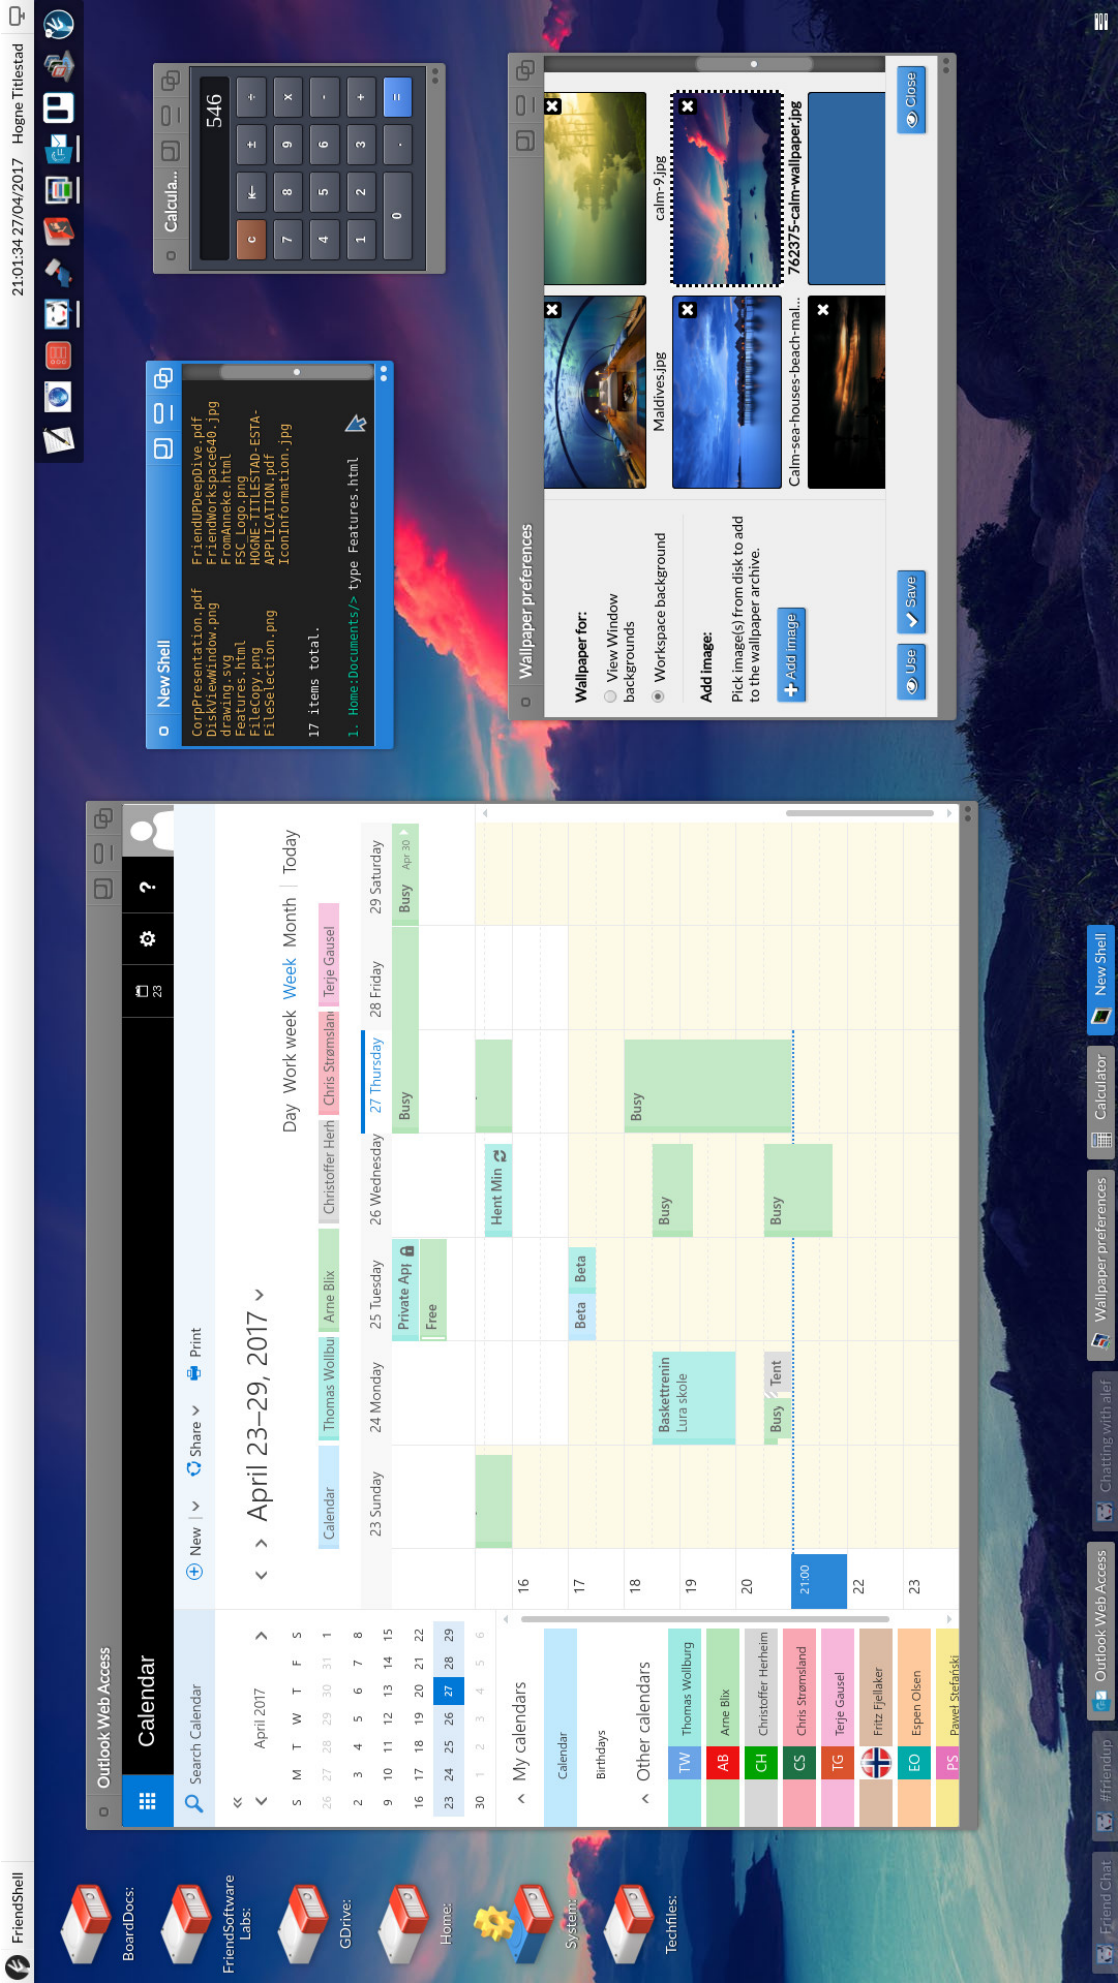 FriendShell
21:01:34 27/04/2017
Hogne Titlestad
BoardDocs:
FriendSoftware
Labs:
GDrive:
Home:
System:
Techfiles:
Outlook Web Access
Calendar
23
?
Search Calendar
New
Share
Print
April 2017
S M T W T F S
26 27 28 29 30 31 1
2 3 4 5 6 7 8
9 10 11 12 13 14 15
16 17 18 19 20 21 22
23 24 25 26 27 28 29
30 1 2 3 4 5 6
My calendars
Calendar
Birthdays
Other calendars
TW Thomas Wollburg
AB Arne Blix
CH Christoffer Herheim
CS Chris Strømsland
TG Terje Gausel
Fritz Fjellaker
EO Espen Olsen
PS Paweł Stefański
April 23–29, 2017
Day Work week Week Month Today
Calendar
Thomas Wollbu
Arne Blix
Christoffer Herh
Chris Strømslan
Terje Gausel
23 Sunday
24 Monday
25 Tuesday
26 Wednesday
27 Thursday
28 Friday
29 Saturday
Private Ap
Busy
Busy
Apr 30
Free
Hent Min
16
17
Beta
Beta
18
Busy
Baskettrenin
Lura skole
Busy
19
20
Busy
Tent
Busy
21:00
22
23
New Shell
CorpPresentation.pdf
FriendUPDeepDive.pdf
DiskViewWindow.png
FriendWorkspace640.jpg
drawing.svg
FromAnneke.html
Features.html
FSC_Logo.png
FileCopy.png
HOGNE-TITLESTAD-ESTA-
FileSelection.png
APPLICATION.pdf
IconInformation.jpg
17 items total.
1. Home:Documents/> type Features.html
Calcula...
546
C ← ± ÷
7 8 9 x
4 5 6 -
1 2 3 +
0 . =
Wallpaper preferences
Wallpaper for:
View Window
backgrounds
Workspace background
Add image:
Pick image(s) from disk to add
to the wallpaper archive.
Add image
Maldives.jpg
calm-9.jpg
Calm-sea-houses-beach-mal...
762375-calm-wallpaper.jpg
Use
Save
Close
Friend Chat
#friendup
Outlook Web Access
Chatting with alef
Wallpaper preferences
Calculator
New Shell